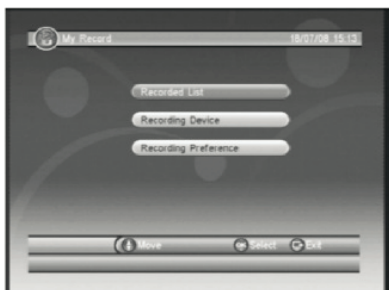 My Record 18/07/08 15:13
Recorded List
Recording Device
Recording Preference
Move Select Exit